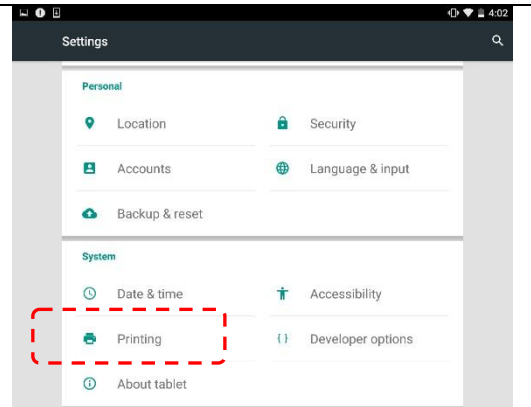 4:02
Settings
Personal
Location Security
Accounts Language & input
Backup & reset
System
Date & time Accessibility
Printing { } Developer options
About tablet